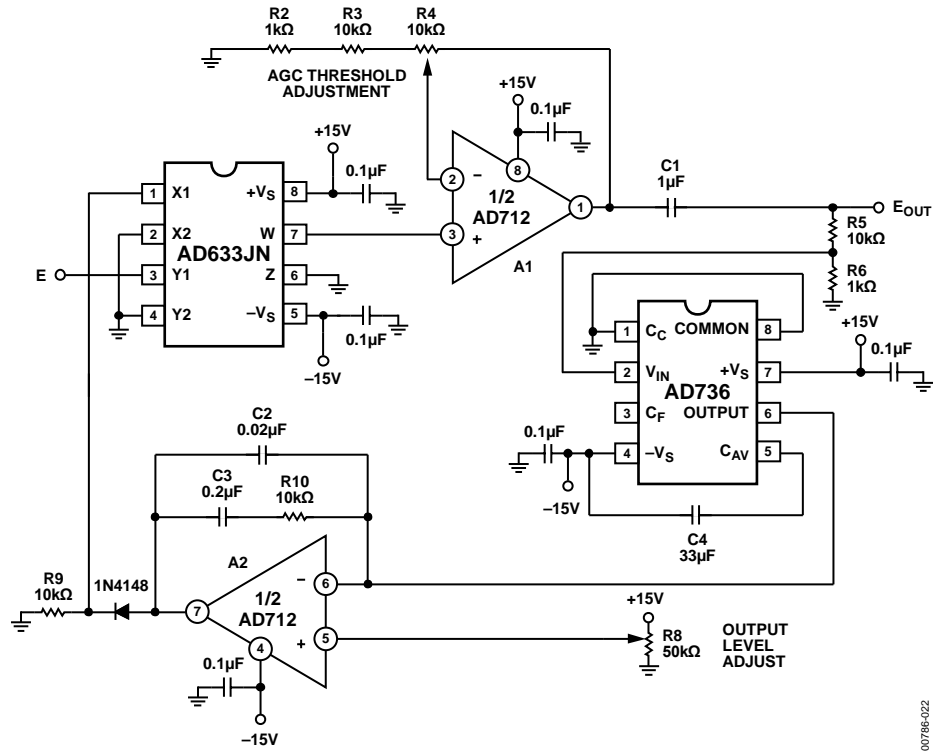 R2
1kΩ
R3
10kΩ
R4
10kΩ
AGC THRESHOLD
ADJUSTMENT
+15V
0.1µF
+15V
0.1µF
1 X1
2 X2
3 Y1
4 Y2
+VS 8
W 7
Z 6
–VS 5
AD633JN
E
0.1µF
–15V
2 –
3 +
8
1/2
AD712
1
A1
C1
1µF
EOUT
R5
10kΩ
R6
1kΩ
1 CC
2 VIN
3 CF
4 –VS
COMMON 8
+VS 7
OUTPUT 6
CAV 5
AD736
+15V
0.1µF
0.1µF
–15V
C4
33µF
C2
0.02µF
C3
0.2µF
R10
10kΩ
A2
– 6
+ 5
1/2
AD712
7
4
R9
10kΩ
1N4148
0.1µF
–15V
+15V
R8
50kΩ
OUTPUT
LEVEL
ADJUST
00786-022